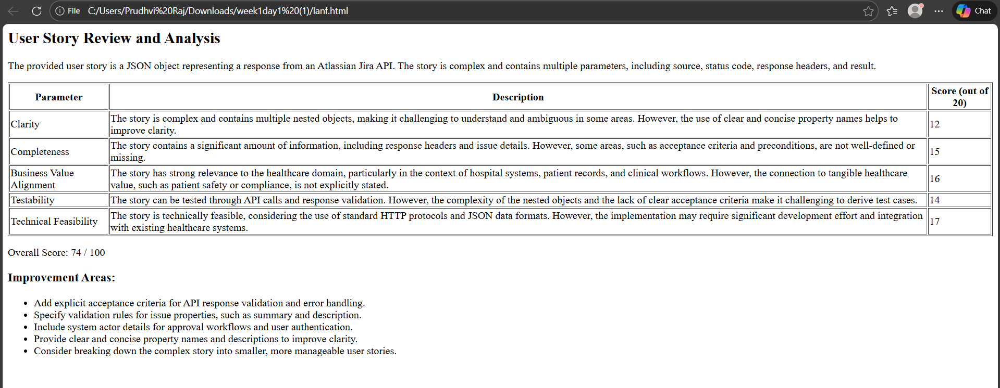 File C:/Users/Prudhvi%20Raj/Downloads/week1day1%20(1)/lanf.html
Chat
User Story Review and Analysis
The provided user story is a JSON object representing a response from an Atlassian Jira API. The story is complex and contains multiple parameters, including source, status code, response headers, and result.
Parameter Description Score (out of
20)
Clarity
The story is complex and contains multiple nested objects, making it challenging to understand and ambiguous in some areas. However, the use of clear and concise property names helps to
improve clarity.
12
Completeness
The story contains a significant amount of information, including response headers and issue details. However, some areas, such as acceptance criteria and preconditions, are not well-defined or
missing.
15
Business Value
Alignment
The story has strong relevance to the healthcare domain, particularly in the context of hospital systems, patient records, and clinical workflows. However, the connection to tangible healthcare
value, such as patient safety or compliance, is not explicitly stated.
16
Testability
The story can be tested through API calls and response validation. However, the complexity of the nested objects and the lack of clear acceptance criteria make it challenging to derive test cases.
14
Technical Feasibility
The story is technically feasible, considering the use of standard HTTP protocols and JSON data formats. However, the implementation may require significant development effort and integration
with existing healthcare systems.
17
Overall Score: 74 / 100
Improvement Areas:
• Add explicit acceptance criteria for API response validation and error handling.
• Specify validation rules for issue properties, such as summary and description.
• Include system actor details for approval workflows and user authentication.
• Provide clear and concise property names and descriptions to improve clarity.
• Consider breaking down the complex story into smaller, more manageable user stories.